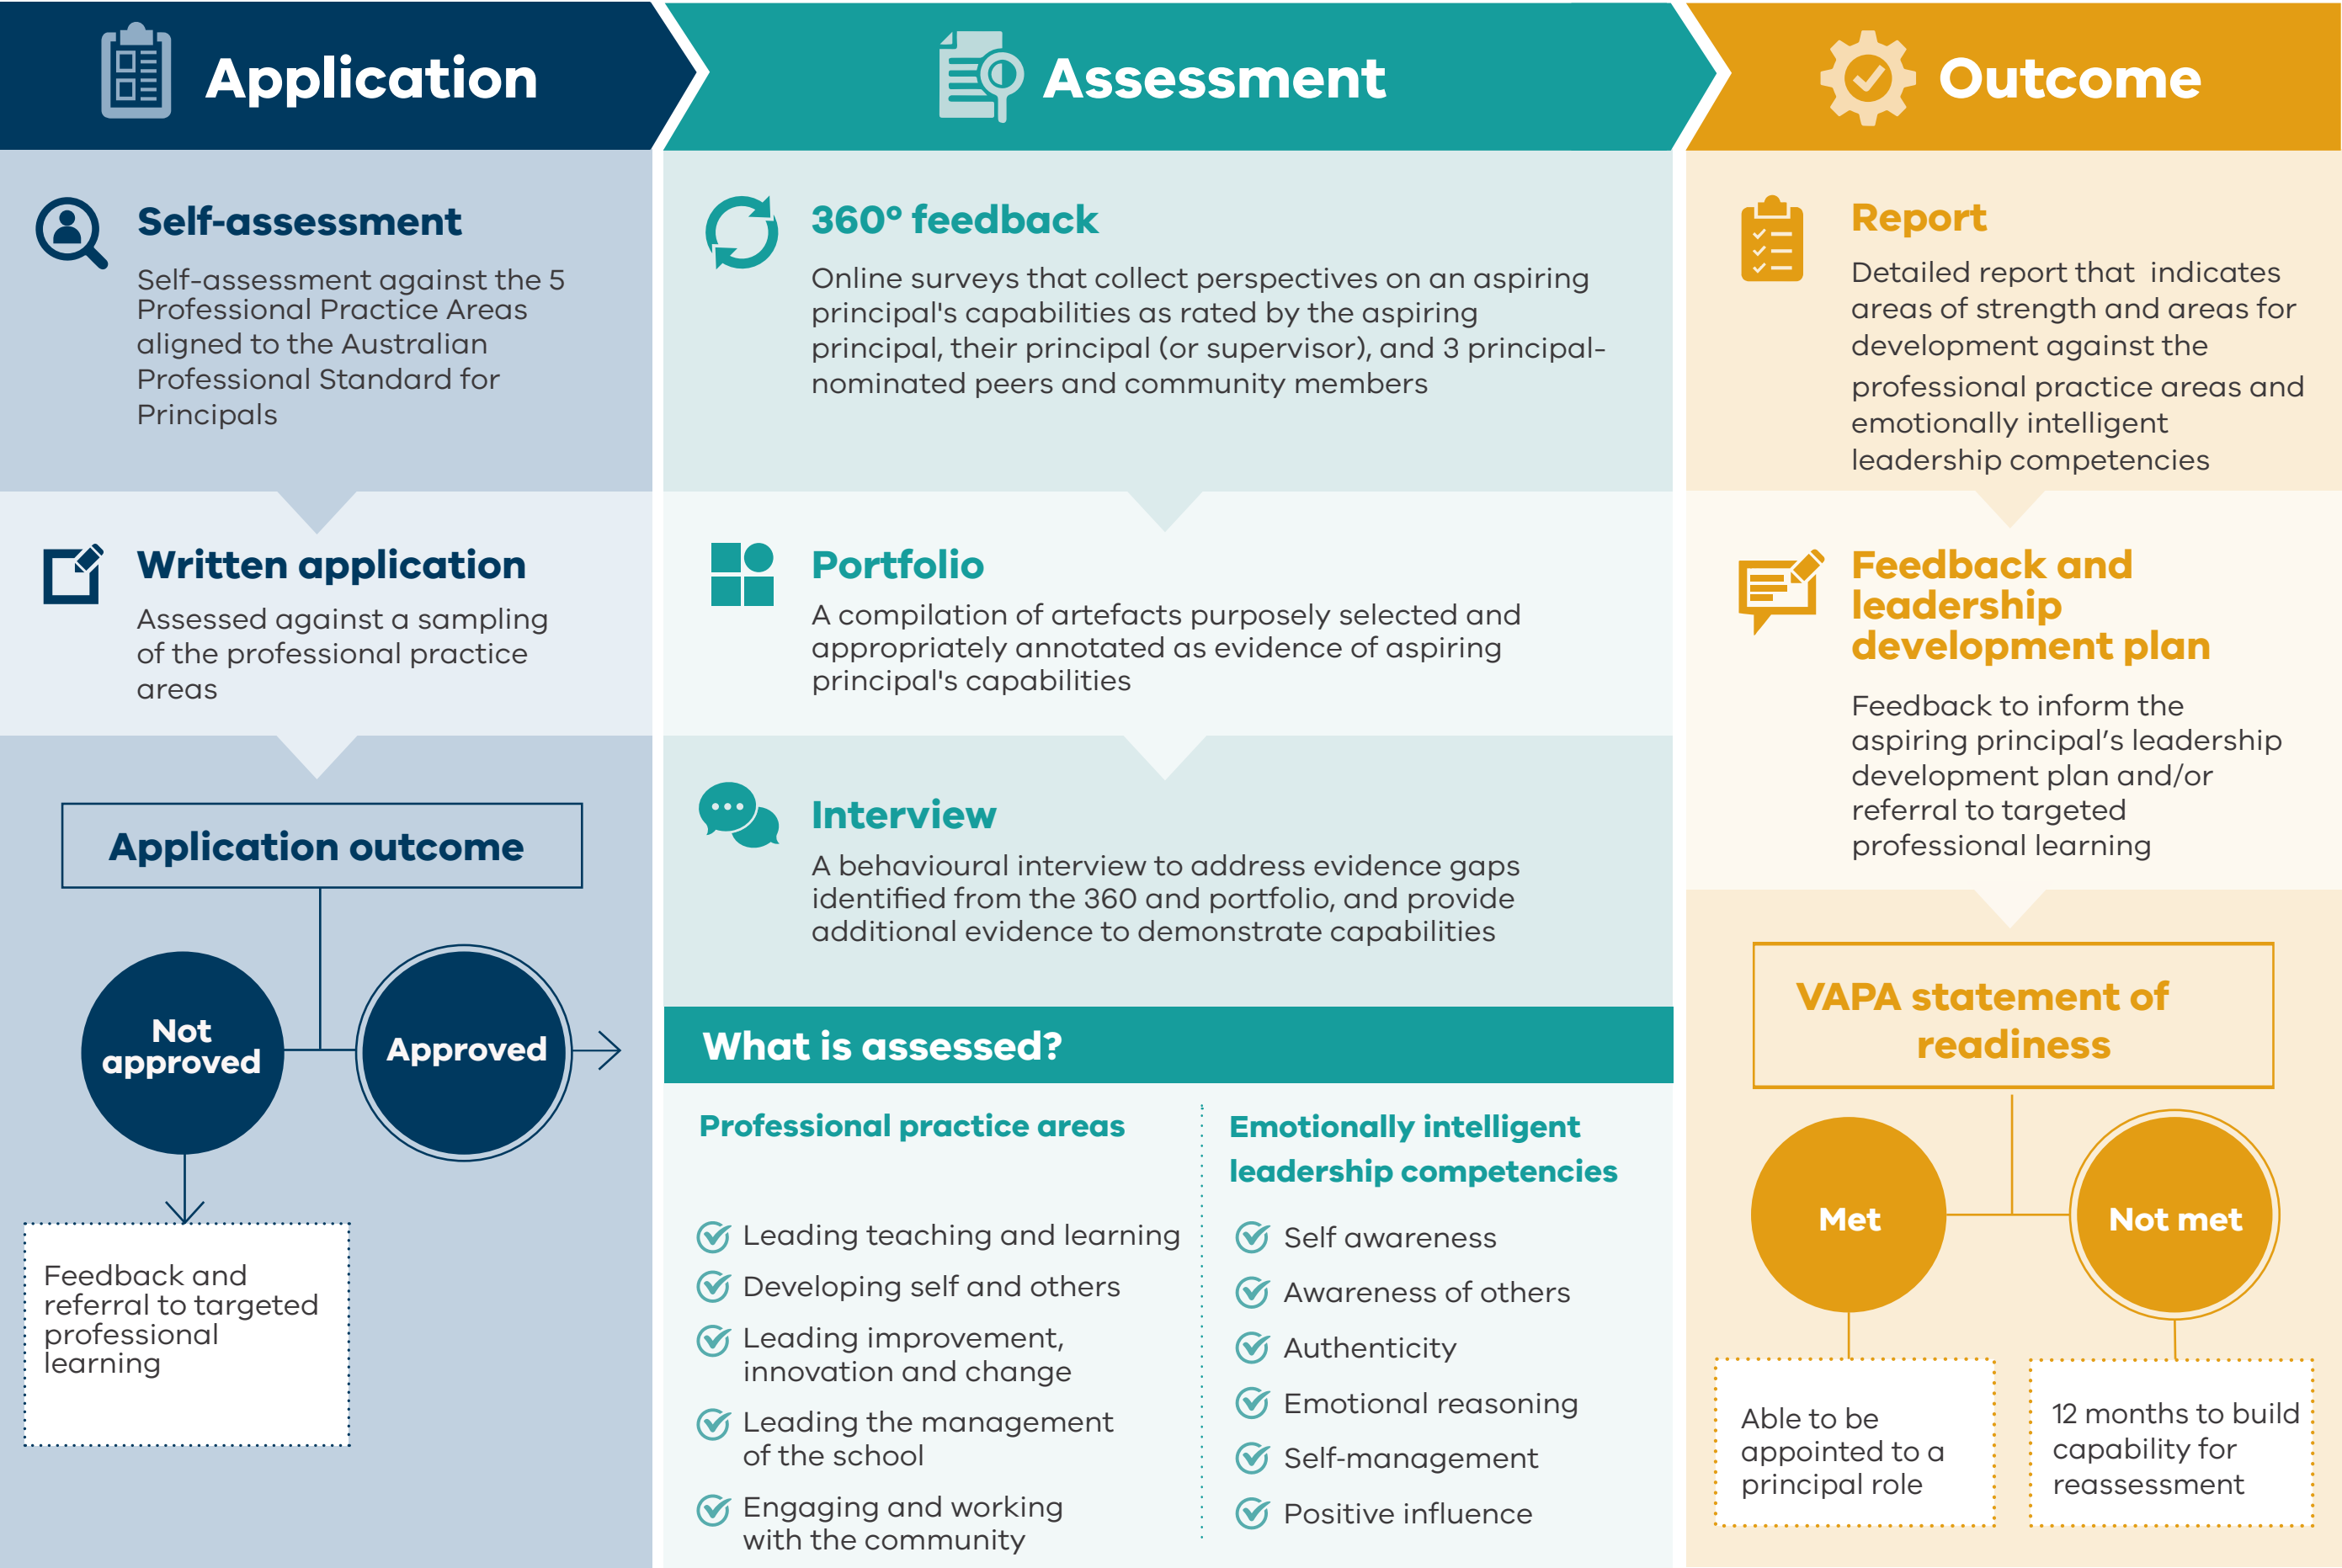 Application
Self-assessment
Self-assessment against the 5
Professional Practice Areas
aligned to the Australian
Professional Standard for
Principals
Written application
Assessed against a sampling
of the professional practice
areas
Application outcome
Not
approved
Approved
Feedback and
referral to targeted
professional
learning
Assessment
360º feedback
Online surveys that collect perspectives on an aspiring
principal's capabilities as rated by the aspiring
principal, their principal (or supervisor), and 3 principal-
nominated peers and community members
Portfolio
A compilation of artefacts purposely selected and
appropriately annotated as evidence of aspiring
principal's capabilities
Interview
A behavioural interview to address evidence gaps
identified from the 360 and portfolio, and provide
additional evidence to demonstrate capabilities
What is assessed?
Professional practice areas
Leading teaching and learning
Developing self and others
Leading improvement,
innovation and change
Leading the management
of the school
Engaging and working
with the community
Emotionally intelligent
leadership competencies
Self awareness
Awareness of others
Authenticity
Emotional reasoning
Self-management
Positive influence
Outcome
Report
Detailed report that indicates
areas of strength and areas for
development against the
professional practice areas and
emotionally intelligent
leadership competencies
Feedback and
leadership
development plan
Feedback to inform the
aspiring principal’s leadership
development plan and/or
referral to targeted
professional learning
VAPA statement of
readiness
Met
Not met
Able to be
appointed to a
principal role
12 months to build
capability for
reassessment